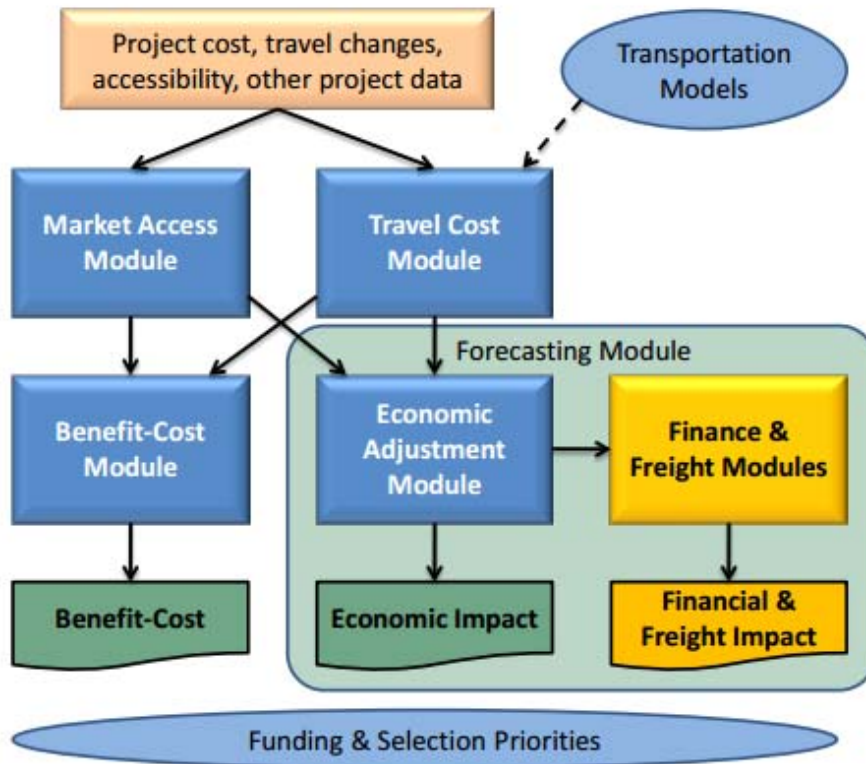 Project cost, travel changes,
accessibility, other project data
Transportation
Models
Market Access
Module
Travel Cost
Module
Forecasting Module
Benefit-Cost
Module
Economic
Adjustment
Module
Finance &
Freight Modules
Benefit-Cost
Economic Impact
Financial &
Freight Impact
Funding & Selection Priorities